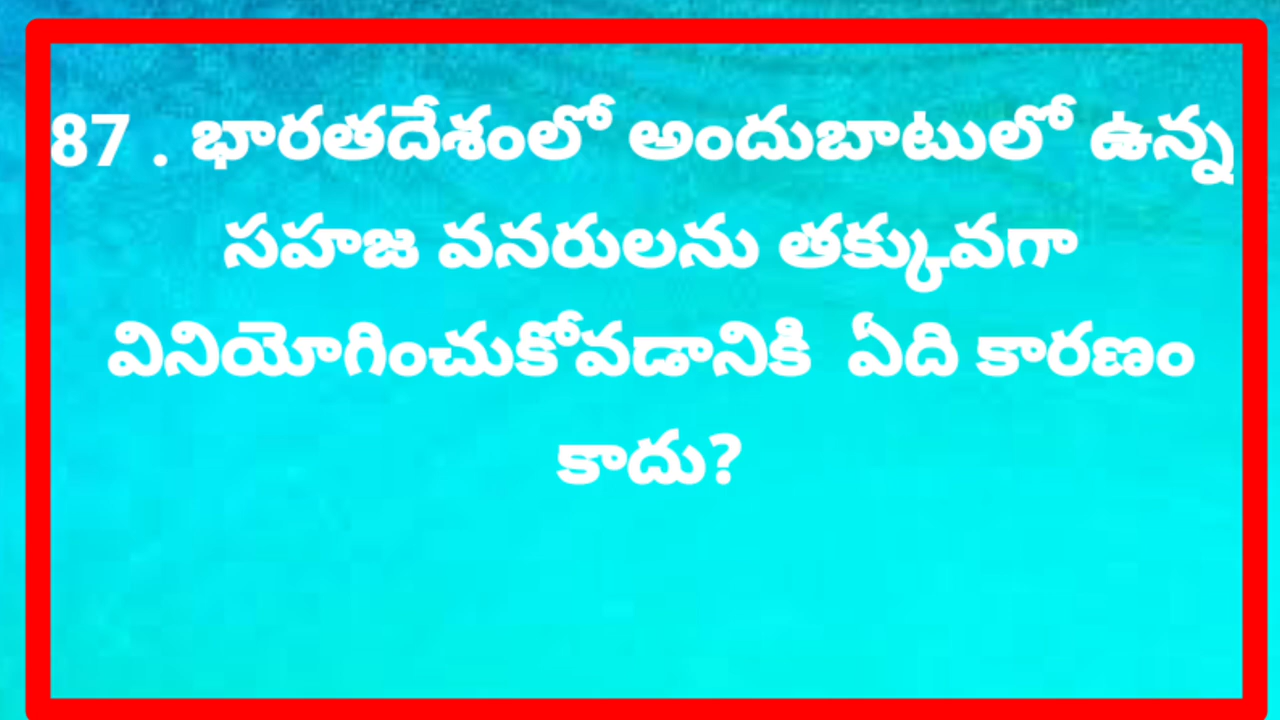 87 . భారతదేశంలో అందుబాటులో ఉన్న
సహజ వనరులను తక్కువగా
వినియోగించుకోవడానికి ఏది కారణం
కాదు?